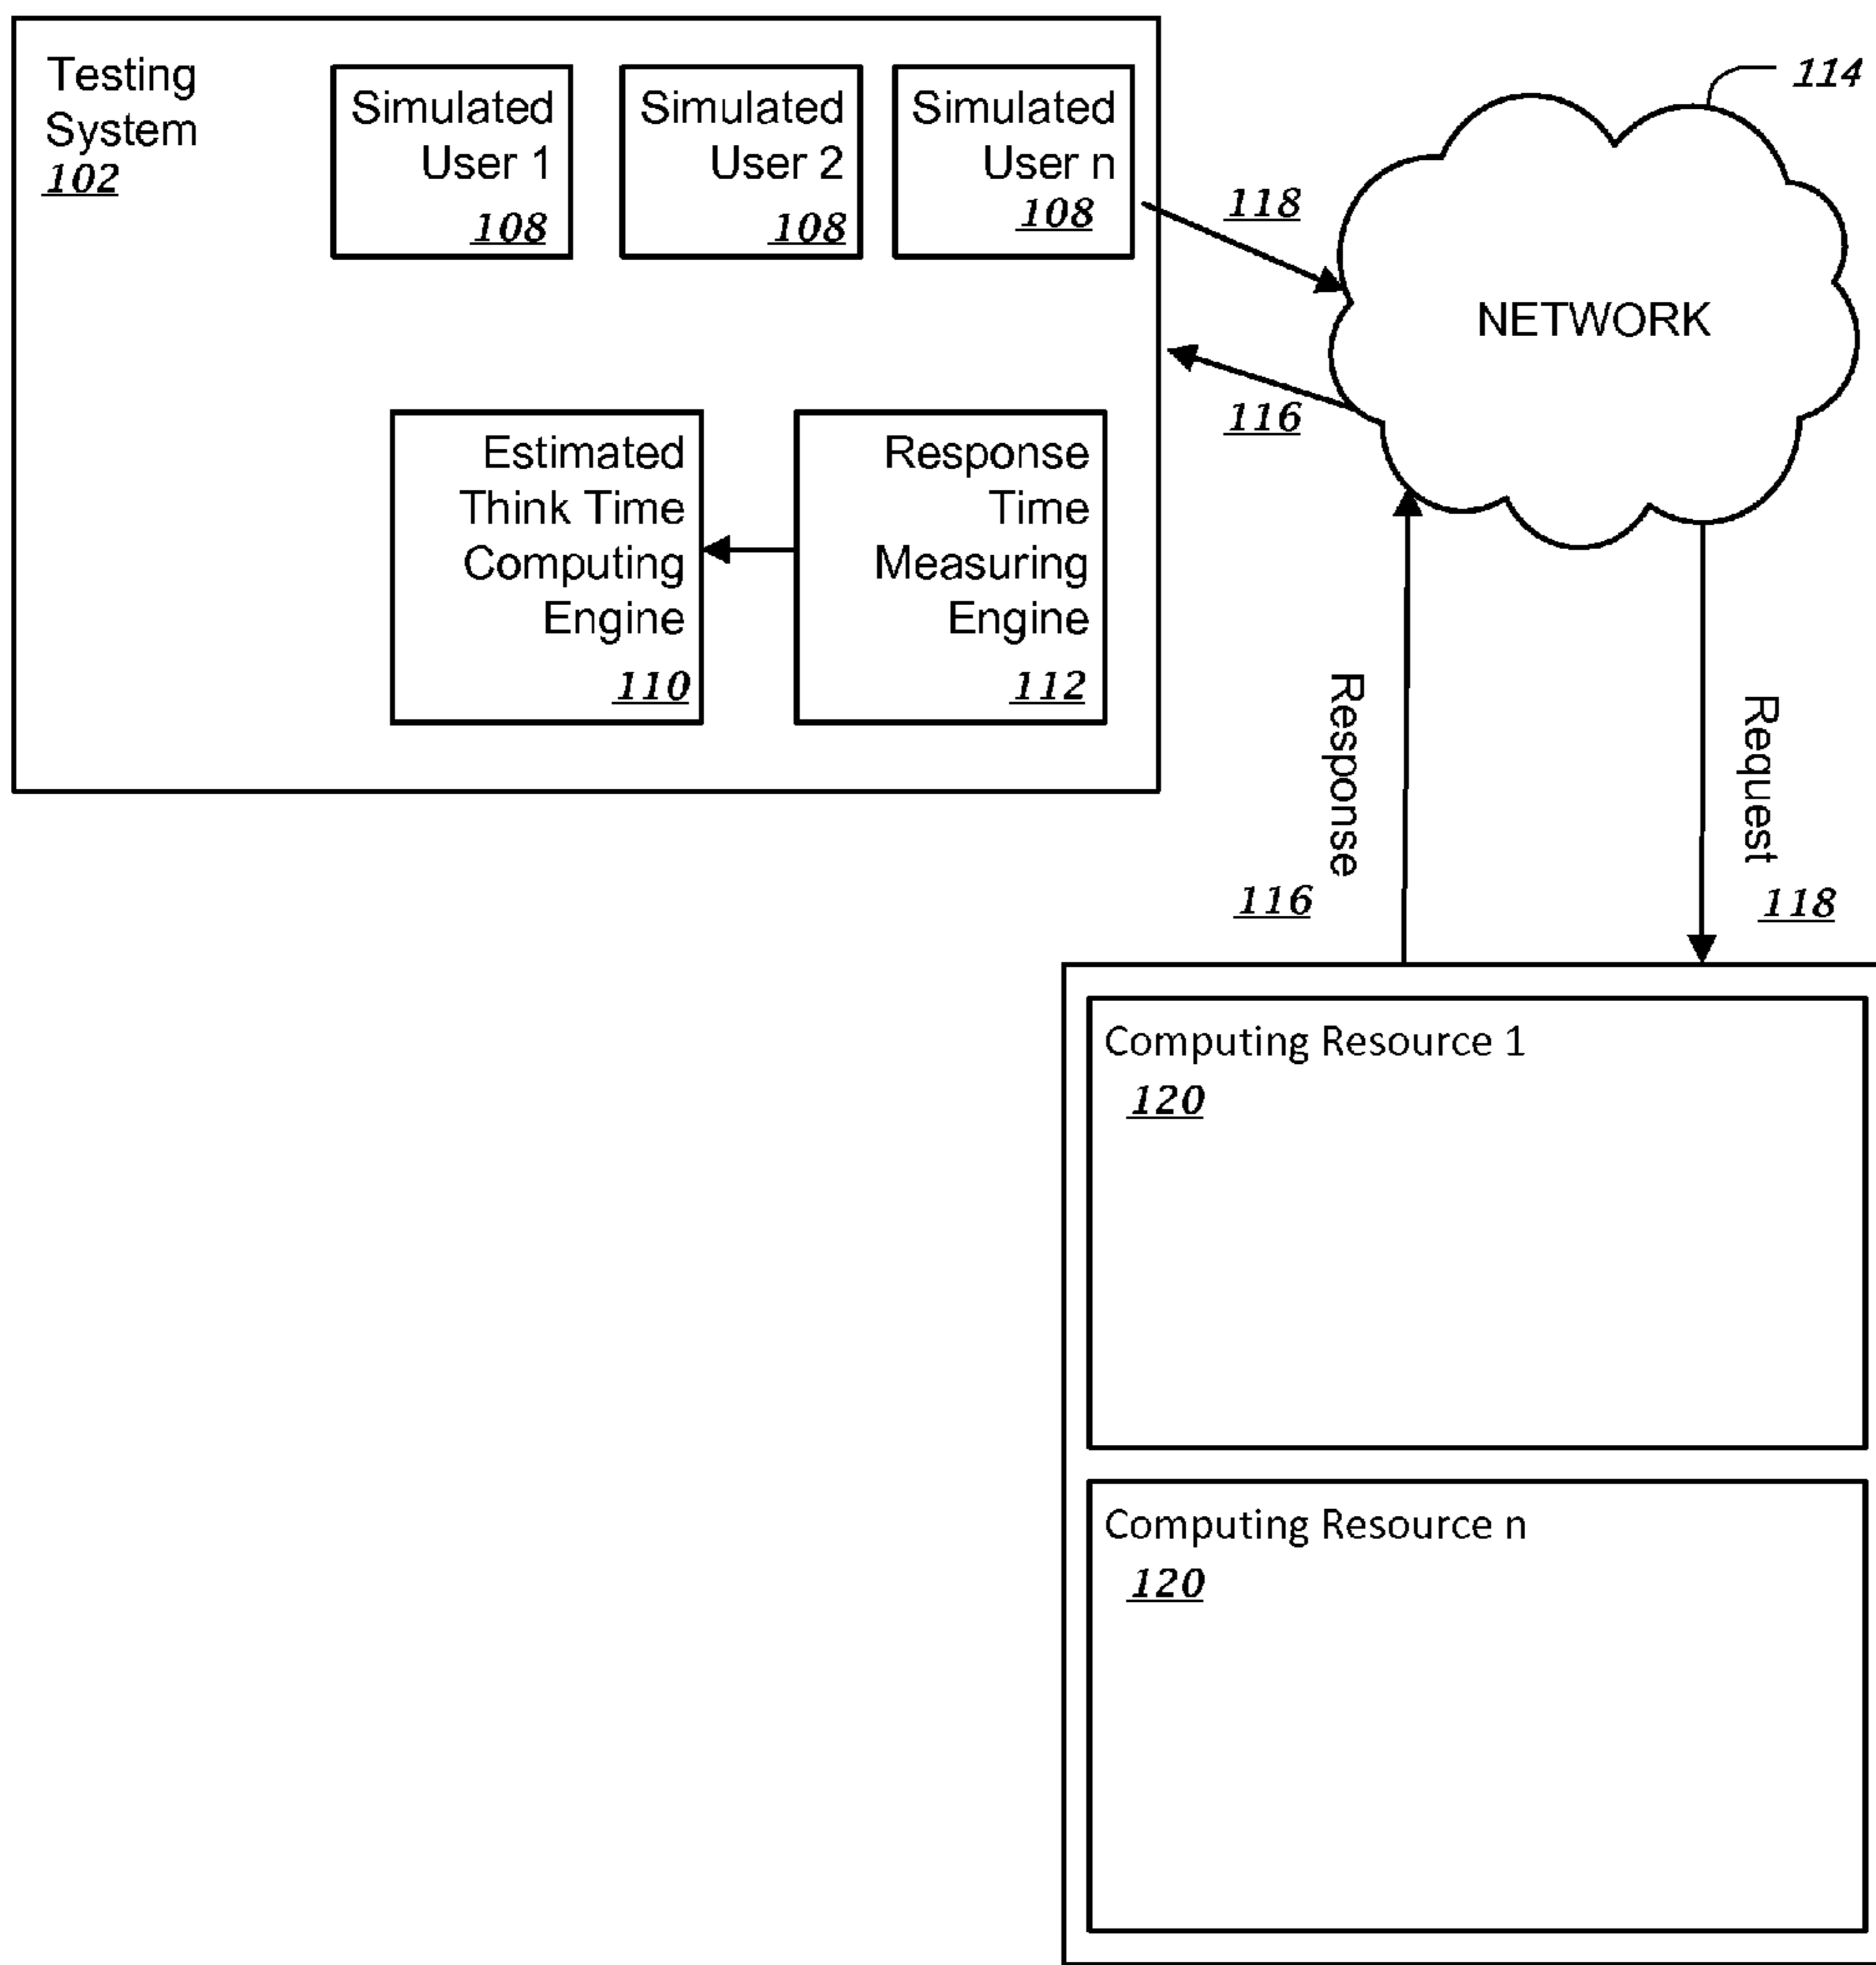 Testing
System
102
Simulated
User 1
108
Simulated
User 2
108
Simulated
User n
108
114
118
NETWORK
116
Estimated
Think Time
Computing
Engine
110
Response
Time
Measuring
Engine
112
Response
116
Request
118
Computing Resource 1
120
Computing Resource n
120